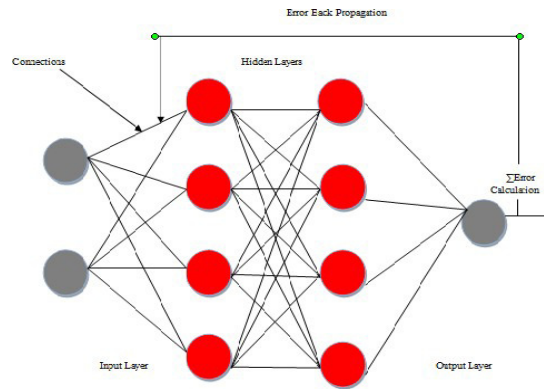 Error Eack Propagation
Connections
Hidden Layers
∑Error
Calculation
Input Layer
Output Layer